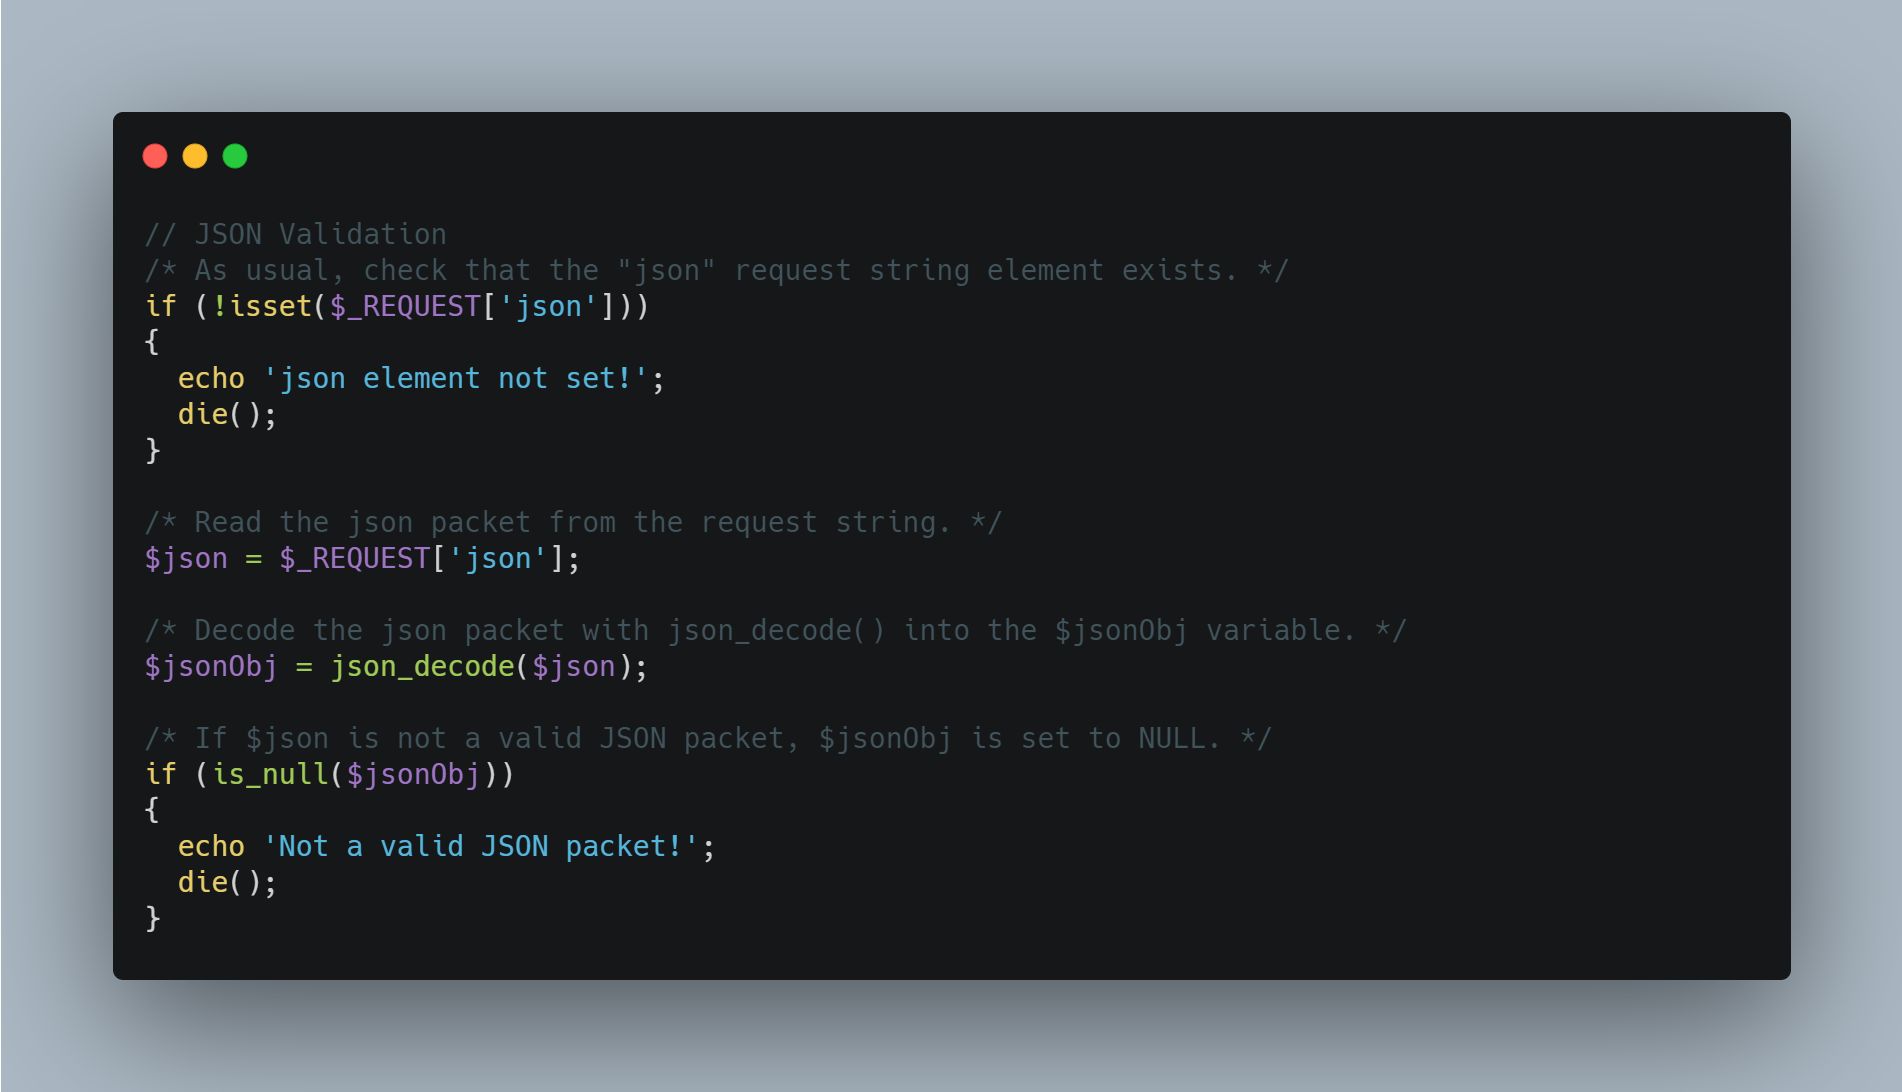 // JSON Validation
/* As usual, check that the "json" request string element exists. */
if (!isset($_REQUEST['json']))
{
  echo 'json element not set!';
  die();
}

/* Read the json packet from the request string. */
$json = $_REQUEST['json'];

/* Decode the json packet with json_decode() into the $jsonObj variable. */
$jsonObj = json_decode($json);

/* If $json is not a valid JSON packet, $jsonObj is set to NULL. */
if (is_null($jsonObj))
{
  echo 'Not a valid JSON packet!';
  die();
}